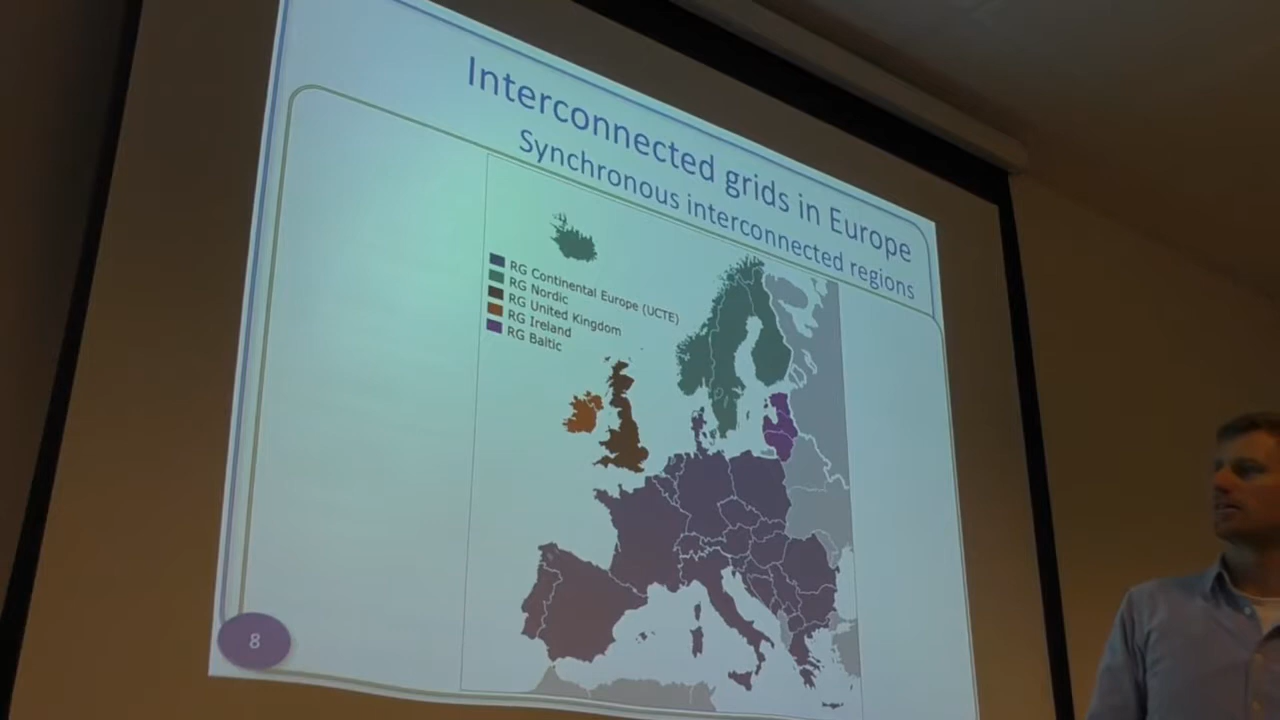 Interconnected grids in Europe
Synchronous interconnected regions
RG Continental Europe (UCTE)
RG Nordic
RG United Kingdom
RG Ireland
RG Baltic
8